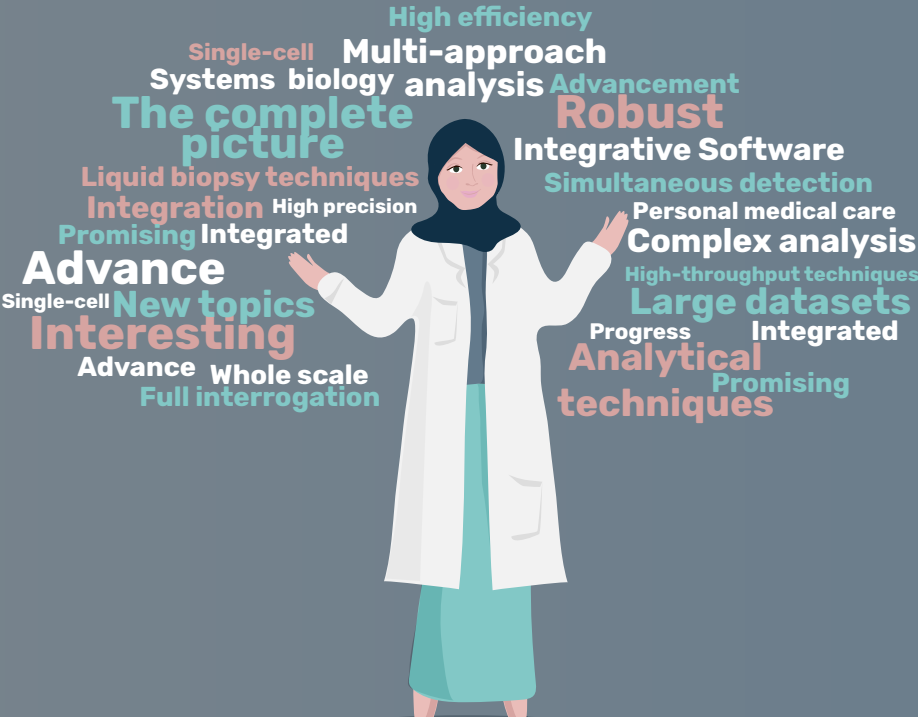 High efficiency
Single-cell
Multi-approach
analysis
Systems biology
Advancement
The complete
picture
Robust
Integrative Software
Liquid biopsy techniques
Simultaneous detection
Integration
High precision
Personal medical care
Promising
Integrated
Complex analysis
Advance
High-throughput techniques
Single-cell
New topics
Large datasets
Interesting
Progress
Integrated
Advance
Whole scale
Analytical
techniques
Promising
Full interrogation